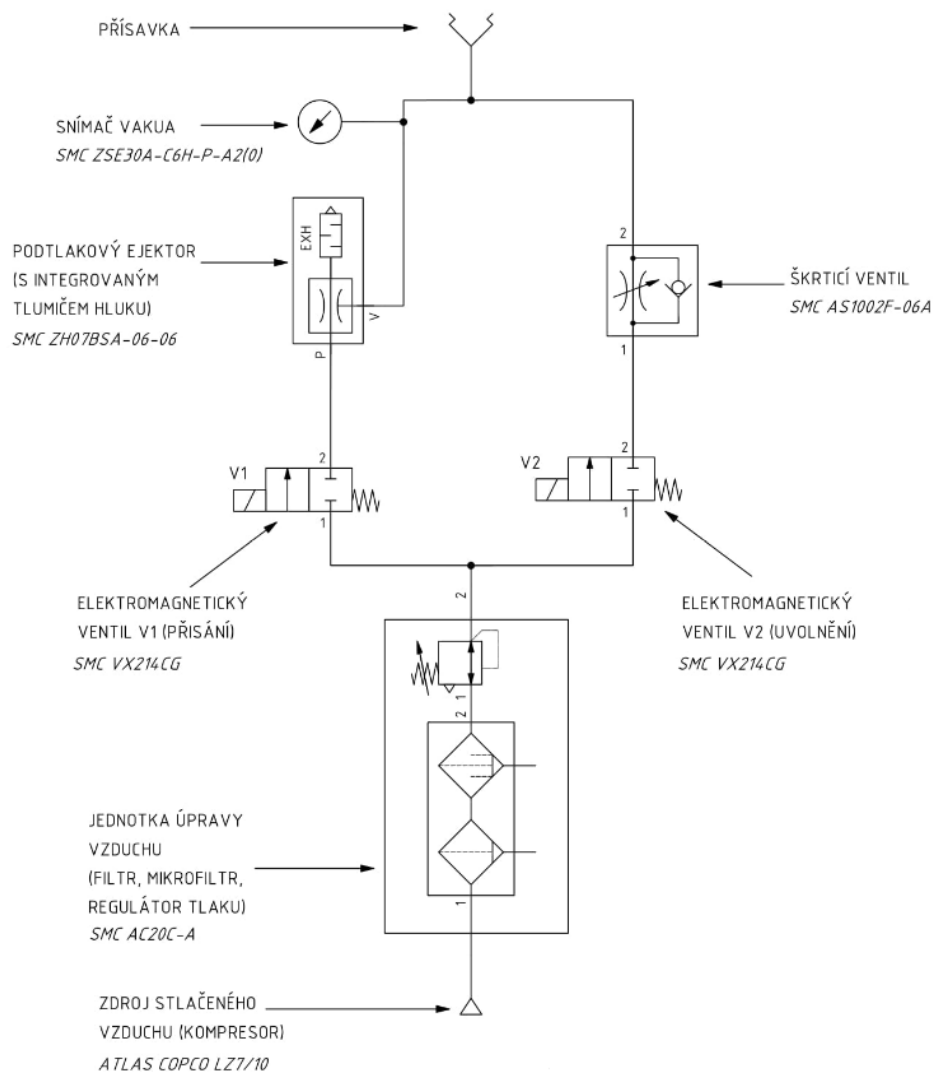 PŘÍSAVKA
SNÍMAČ VAKUA
SMC ZSE30A-C6H-P-A2(0)
PODTLAKOVÝ EJEKTOR
(S INTEGROVANÝM
TLUMIČEM HLUKU)
SMC ZH07BSA-06-06
EXH
V
P
2
1
ŠKRTICÍ VENTIL
SMC AS1002F-06A
V1
2
1
V2
2
1
ELEKTROMAGNETICKÝ
VENTIL V1 (PŘISÁNÍ)
SMC VX214CG
ELEKTROMAGNETICKÝ
VENTIL V2 (UVOLNĚNÍ)
SMC VX214CG
2
1
2
1
JEDNOTKA ÚPRAVY
VZDUCHU
(FILTR, MIKROFILTR,
REGULÁTOR TLAKU)
SMC AC20C-A
ZDROJ STLAČENÉHO
VZDUCHU (KOMPRESOR)
ATLAS COPCO LZ7/10